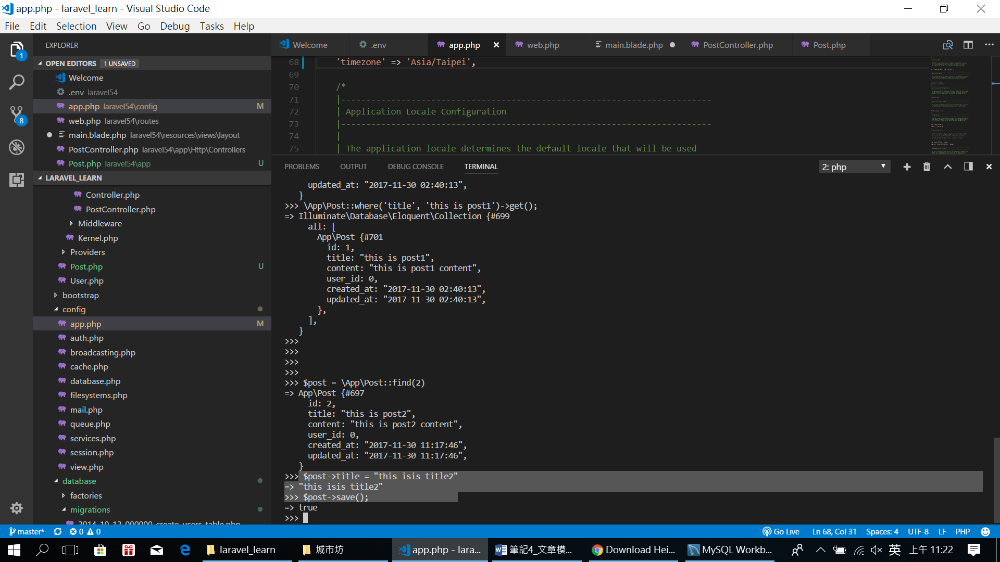 app.php - laravel_learn - Visual Studio Code
File Edit Selection View Go Debug Tasks Help
1
8
EXPLORER
OPEN EDITORS 1 UNSAVED
Welcome
.env laravel54
app.php laravel54\config M
web.php laravel54\routes
main.blade.php laravel54\resources\views\layout
PostController.php laravel54\app\Http\Controllers
Post.php laravel54\app U
LARAVEL_LEARN
Controller.php
PostController.php
Middleware
Kernel.php
Providers
Post.php U
User.php
bootstrap
config
app.php M
auth.php
broadcasting.php
cache.php
database.php
filesystems.php
mail.php
queue.php
services.php
session.php
view.php
database
factories
migrations
2014_10_12_000000_create_users_table.php
Welcome .env app.php web.php main.blade.php PostController.php Post.php
68 'timezone' => 'Asia/Taipei',
69
70 /*
71 |--------------------------------------------------------------------------
72 | Application Locale Configuration
73 |--------------------------------------------------------------------------
74 |
75 | The application locale determines the default locale that will be used
PROBLEMS OUTPUT DEBUG CONSOLE TERMINAL 2: php
updated_at: "2017-11-30 02:40:13",
}
>>> \App\Post::where('title', 'this is post1')->get();
=> Illuminate\Database\Eloquent\Collection {#699
all: [
App\Post {#701
id: 1,
title: "this is post1",
content: "this is post1 content",
user_id: 0,
created_at: "2017-11-30 02:40:13",
updated_at: "2017-11-30 02:40:13",
},
],
}
>>>
>>>
>>>
>>>
>>> $post = \App\Post::find(2)
=> App\Post {#697
id: 2,
title: "this is post2",
content: "this is post2 content",
user_id: 0,
created_at: "2017-11-30 11:17:46",
updated_at: "2017-11-30 11:17:46",
}
>>> $post->title = "this isis title2"
=> "this isis title2"
>>> $post->save();
=> true
>>>
master* 0 0 Go Live Ln 68, Col 31 Spaces: 4 UTF-8 LF PHP
laravel_learn 城市坊 app.php - lara... 筆記4_文章模... Download Hei... MySQL Workb... 英 上午 11:22